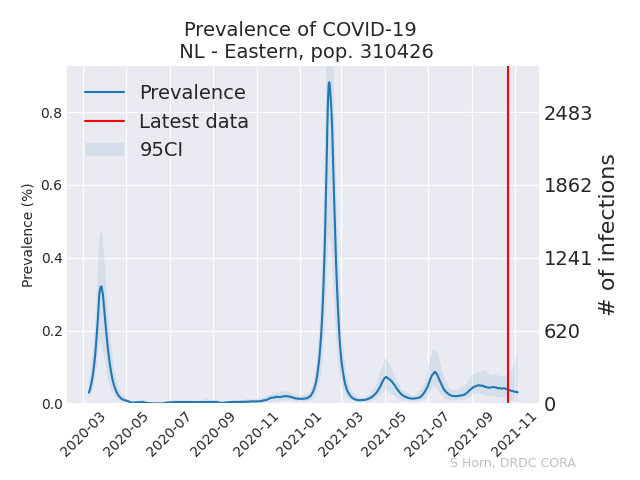 Prevalence of COVID-19
NL - Eastern, pop. 310426
Prevalence
Latest data
95CI
Prevalence (%)
0.8
0.6
0.4
0.2
0.0
2483
1862
1241
620
0
# of infections
2020-03
2020-05
2020-07
2020-09
2020-11
2021-01
2021-03
2021-05
2021-07
2021-09
2021-11
S Horn, DRDC CORA